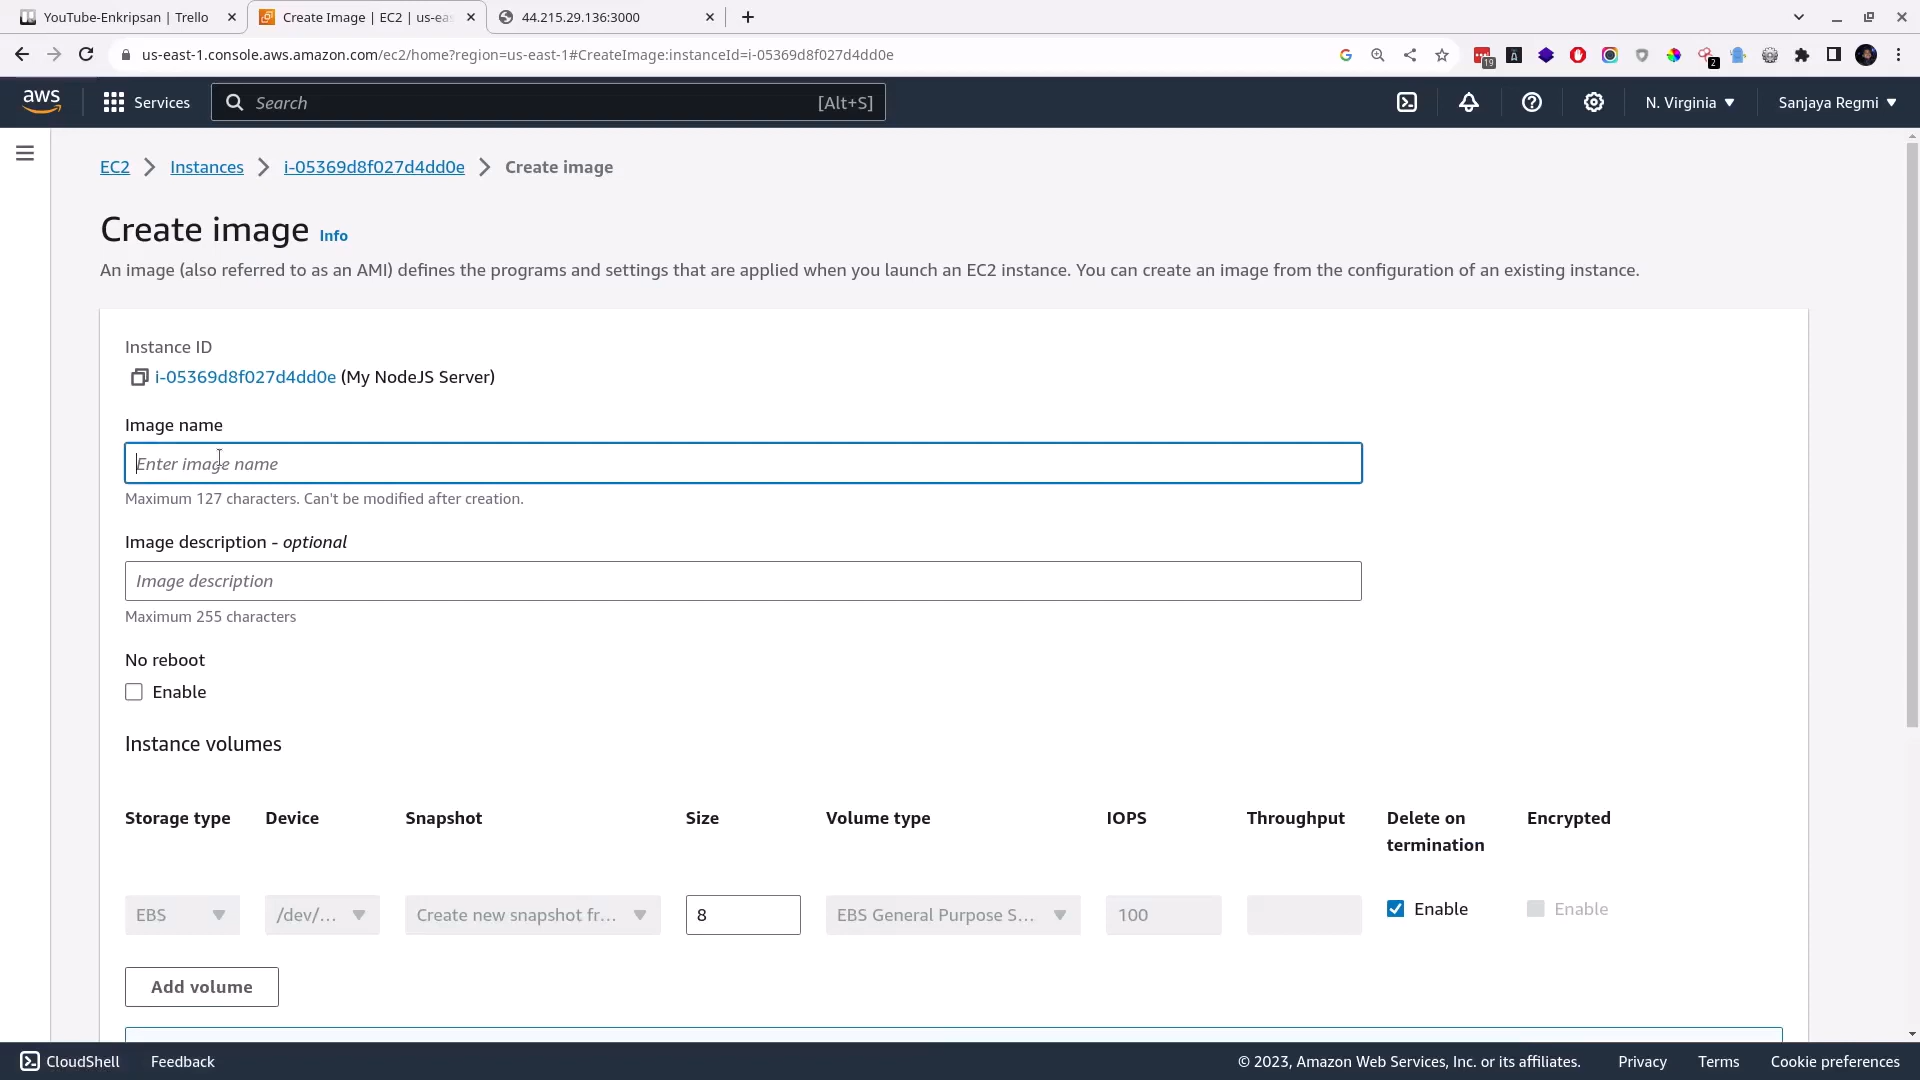 YouTube-Enkripsan | Trello
Create Image | EC2 | us-eas
44.215.29.136:3000
us-east-1.console.aws.amazon.com/ec2/home?region=us-east-1#CreateImage:instanceId=i-05369d8f027d4dd0e
19
2
aws
Services
Search
[Alt+S]
N. Virginia
Sanjaya Regmi
EC2
Instances
i-05369d8f027d4dd0e
Create image
Create image Info
An image (also referred to as an AMI) defines the programs and settings that are applied when you launch an EC2 instance. You can create an image from the configuration of an existing instance.
Instance ID
i-05369d8f027d4dd0e (My NodeJS Server)
Image name
Enter image name
Maximum 127 characters. Can't be modified after creation.
Image description - optional
Image description
Maximum 255 characters
No reboot
Enable
Instance volumes
Storage type Device Snapshot Size Volume type IOPS Throughput Delete on termination Encrypted
EBS /dev/... Create new snapshot fr... 8 EBS General Purpose S... 100 Enable Enable
Add volume
CloudShell
Feedback
© 2023, Amazon Web Services, Inc. or its affiliates.
Privacy
Terms
Cookie preferences